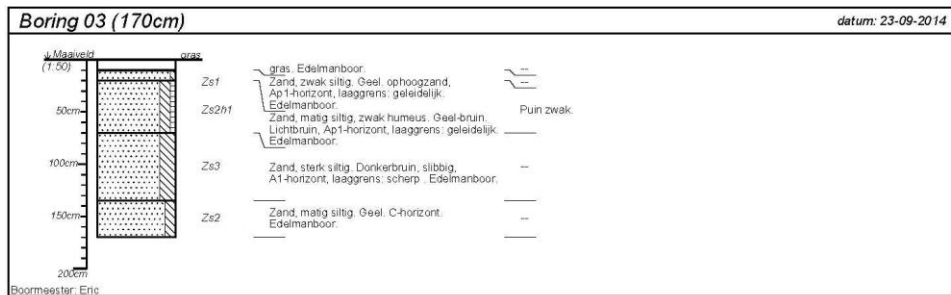 Boring 03 (170cm)
datum: 23-09-2014
Maaiveld
gras
(1:50)
gras. Edelmanboor.
--
Zs1
Zand, zwak siltig. Geel. ophoogzand,
--
Ap1-horizont, laaggrens: geleidelijk.
Edelmanboor.
50cm
Zs2h1
Zand, matig siltig, zwak humeus. Geel-bruin.
Puin zwak.
Lichtbruin, Ap1-horizont, laaggrens: geleidelijk.
Edelmanboor.
100cm
Zs3
Zand, sterk siltig. Donkerbruin, slibbig,
--
A1-horizont, laaggrens: scherp . Edelmanboor.
150cm
Zs2
Zand, matig siltig. Geel. C-horizont.
--
Edelmanboor.
200cm
Boormeester: Eric